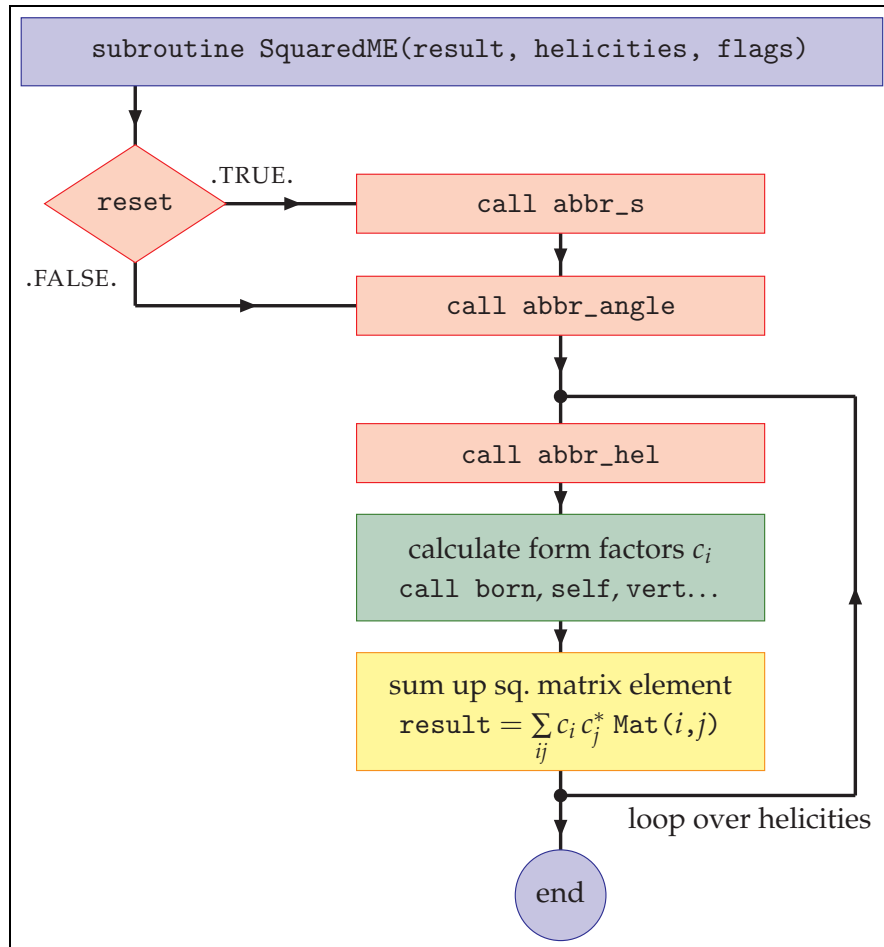 subroutine SquaredME(result, helicities, flags)
reset
.TRUE.
call abbr_s
.FALSE.
call abbr_angle
call abbr_hel
calculate form factors c_i
call born, self, vert...
sum up sq. matrix element
result = ∑_{ij} c_i c_j^* Mat(i,j)
loop over helicities
end